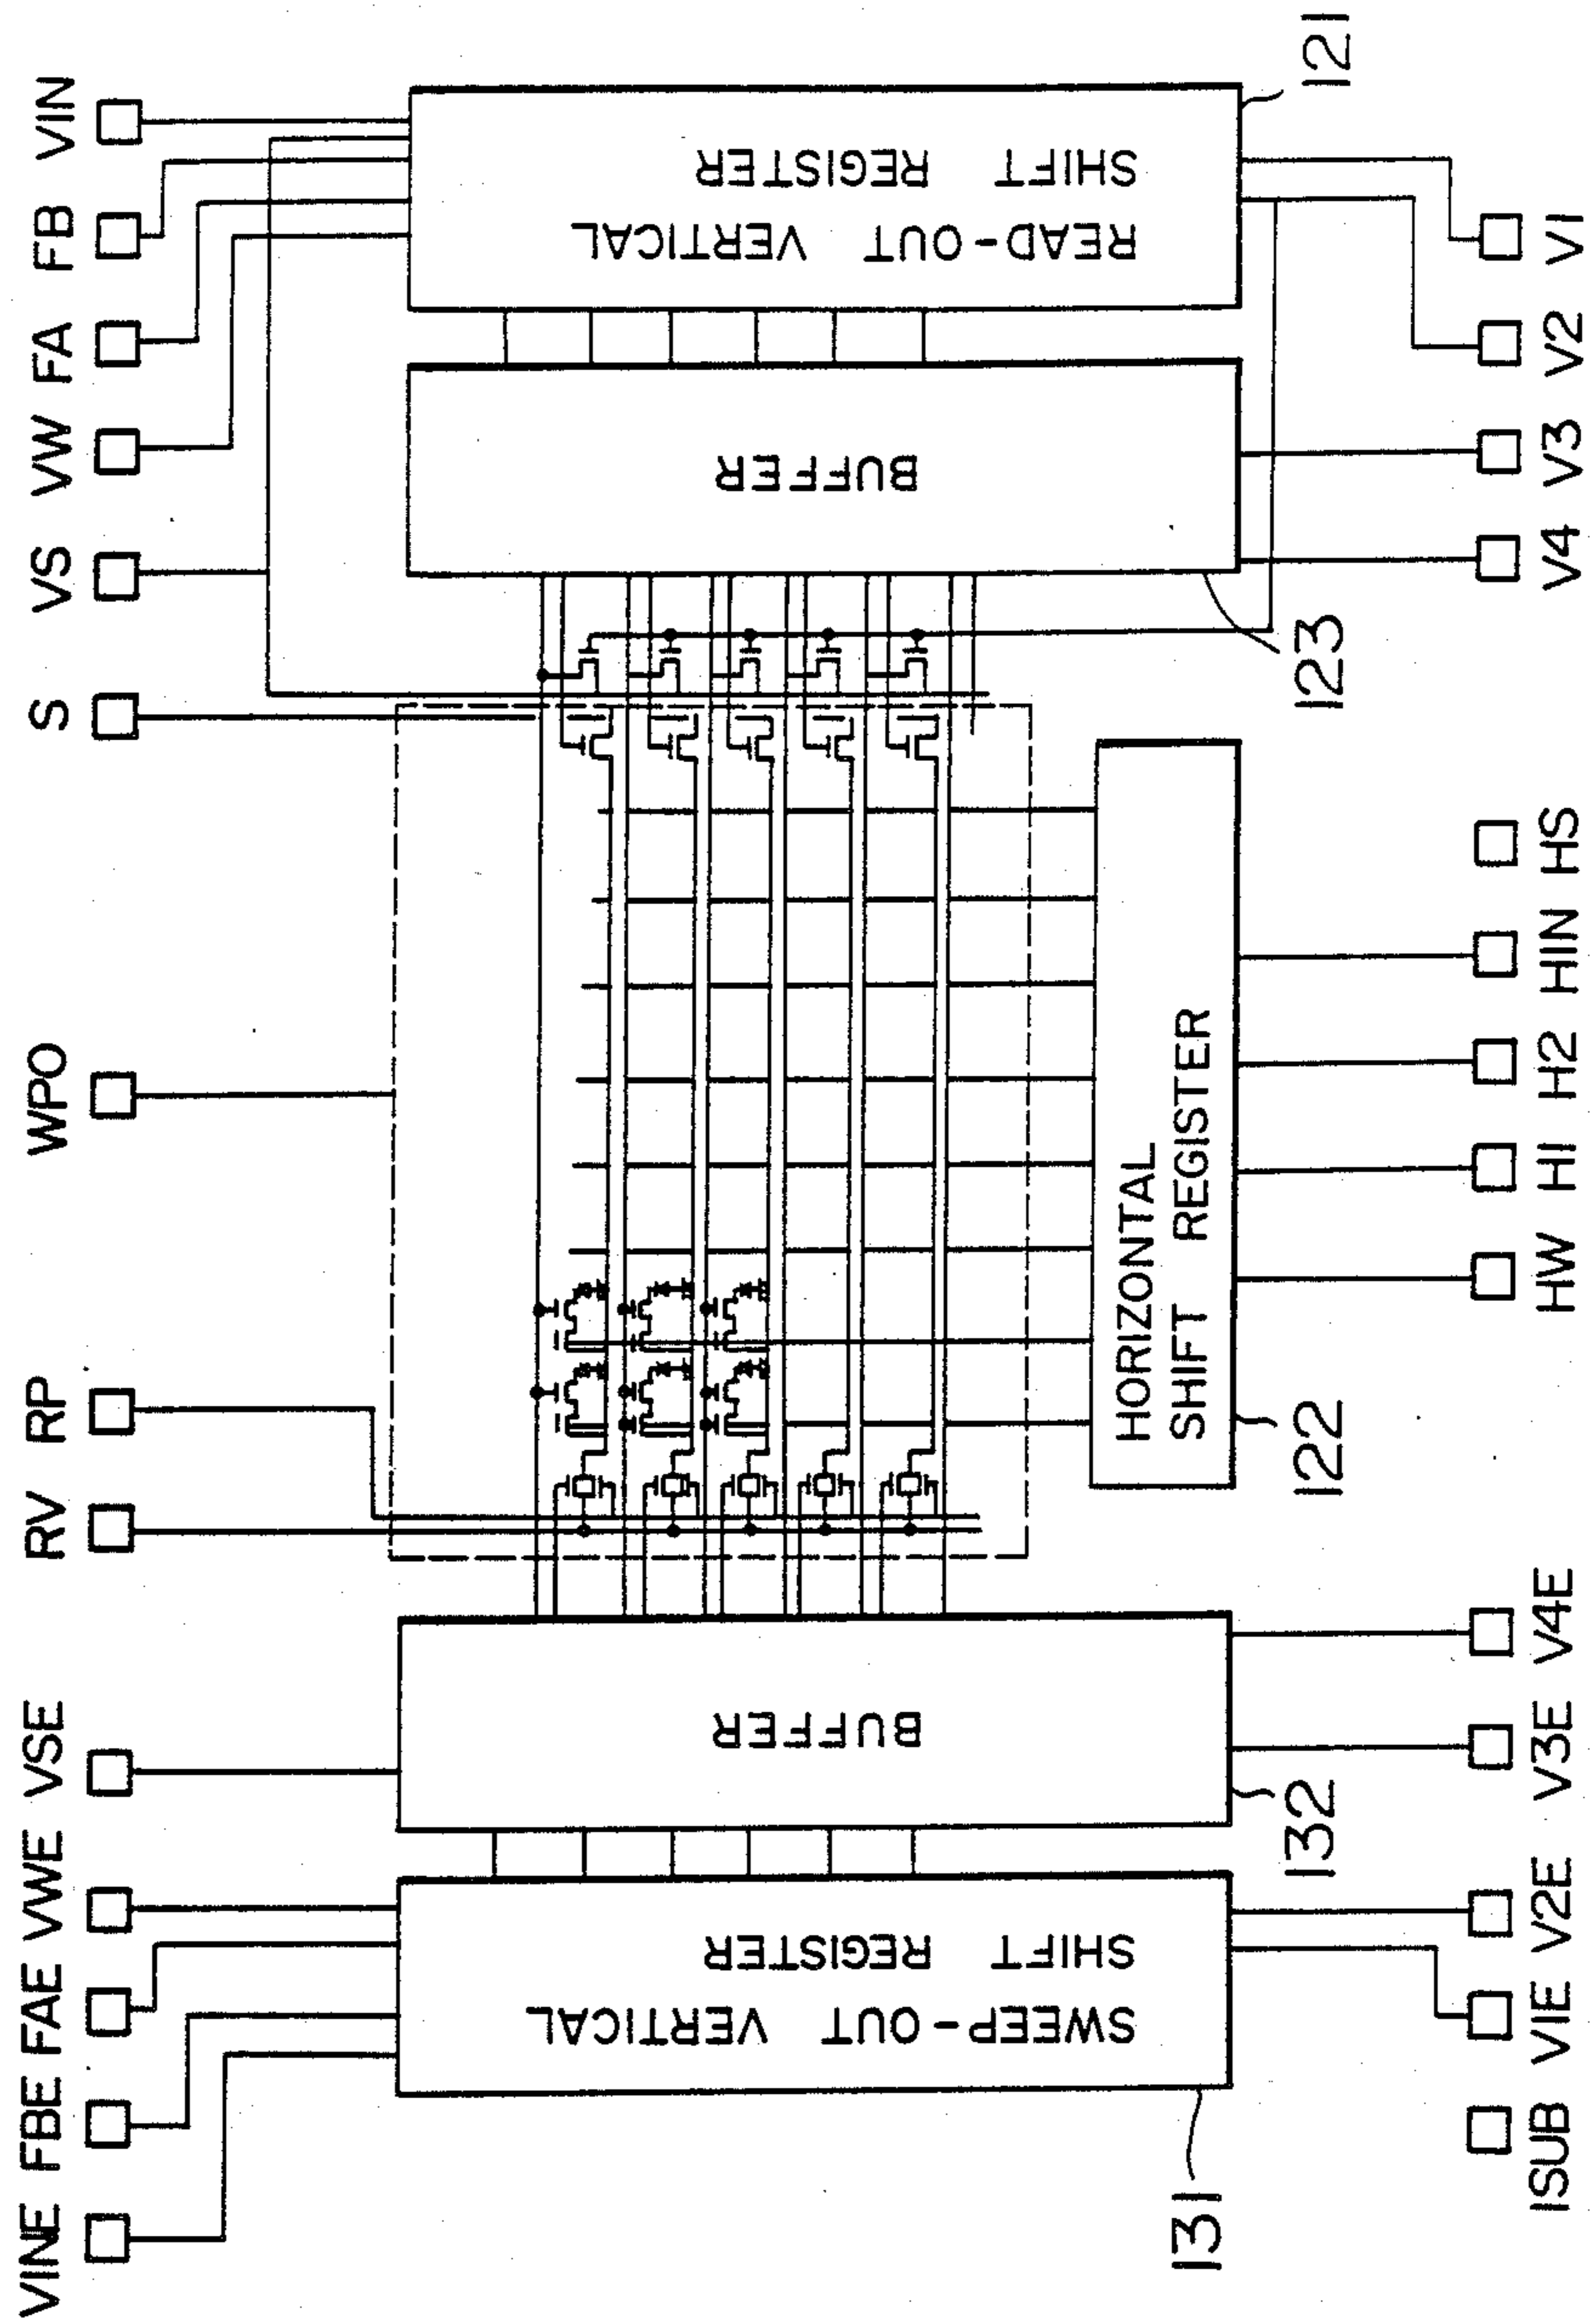 VINE FBE FAE VWE VSE RV RP WPO S VS VW FA FB VIN
SWEEP-OUT VERTICAL
SHIFT REGISTER
BUFFER
BUFFER
READ-OUT VERTICAL
SHIFT REGISTER
HORIZONTAL
SHIFT REGISTER
131
132
122
123
121
ISUB V1E V2E V3E V4E HW H1 H2 HIN HS V4 V3 V2 V1